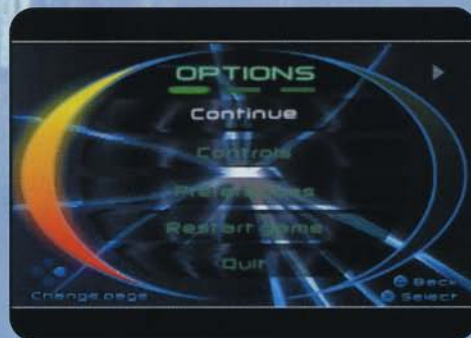 OPTIONS
Continue
Controls
Preferences
Restart game
Quit
Change page
Back
Select